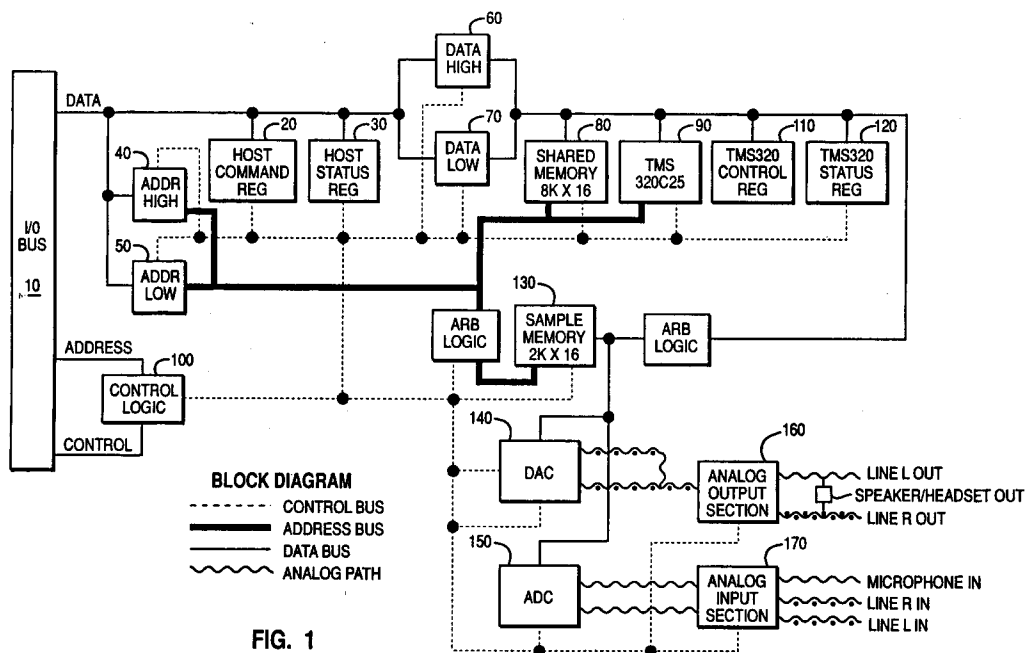 60
DATA
HIGH
DATA
20
30
70
80
90
110
120
40
HOST
COMMAND
REG
HOST
STATUS
REG
DATA
LOW
SHARED
MEMORY
8K X 16
TMS
320C25
TMS320
CONTROL
REG
TMS320
STATUS
REG
ADDR
HIGH
I/O
BUS
10
50
ADDR
LOW
130
ARB
LOGIC
SAMPLE
MEMORY
2K X 16
ARB
LOGIC
ADDRESS
100
CONTROL
LOGIC
CONTROL
140
DAC
160
ANALOG
OUTPUT
SECTION
LINE L OUT
SPEAKER/HEADSET OUT
LINE R OUT
BLOCK DIAGRAM
CONTROL BUS
ADDRESS BUS
DATA BUS
ANALOG PATH
150
ADC
170
ANALOG
INPUT
SECTION
MICROPHONE IN
LINE R IN
LINE L IN
FIG. 1